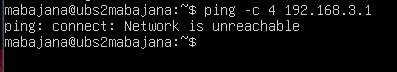 mabajana@ubs2mabajana:~$ ping -c 4 192.168.3.1
ping: connect: Network is unreachable
mabajana@ubs2mabajana:~$